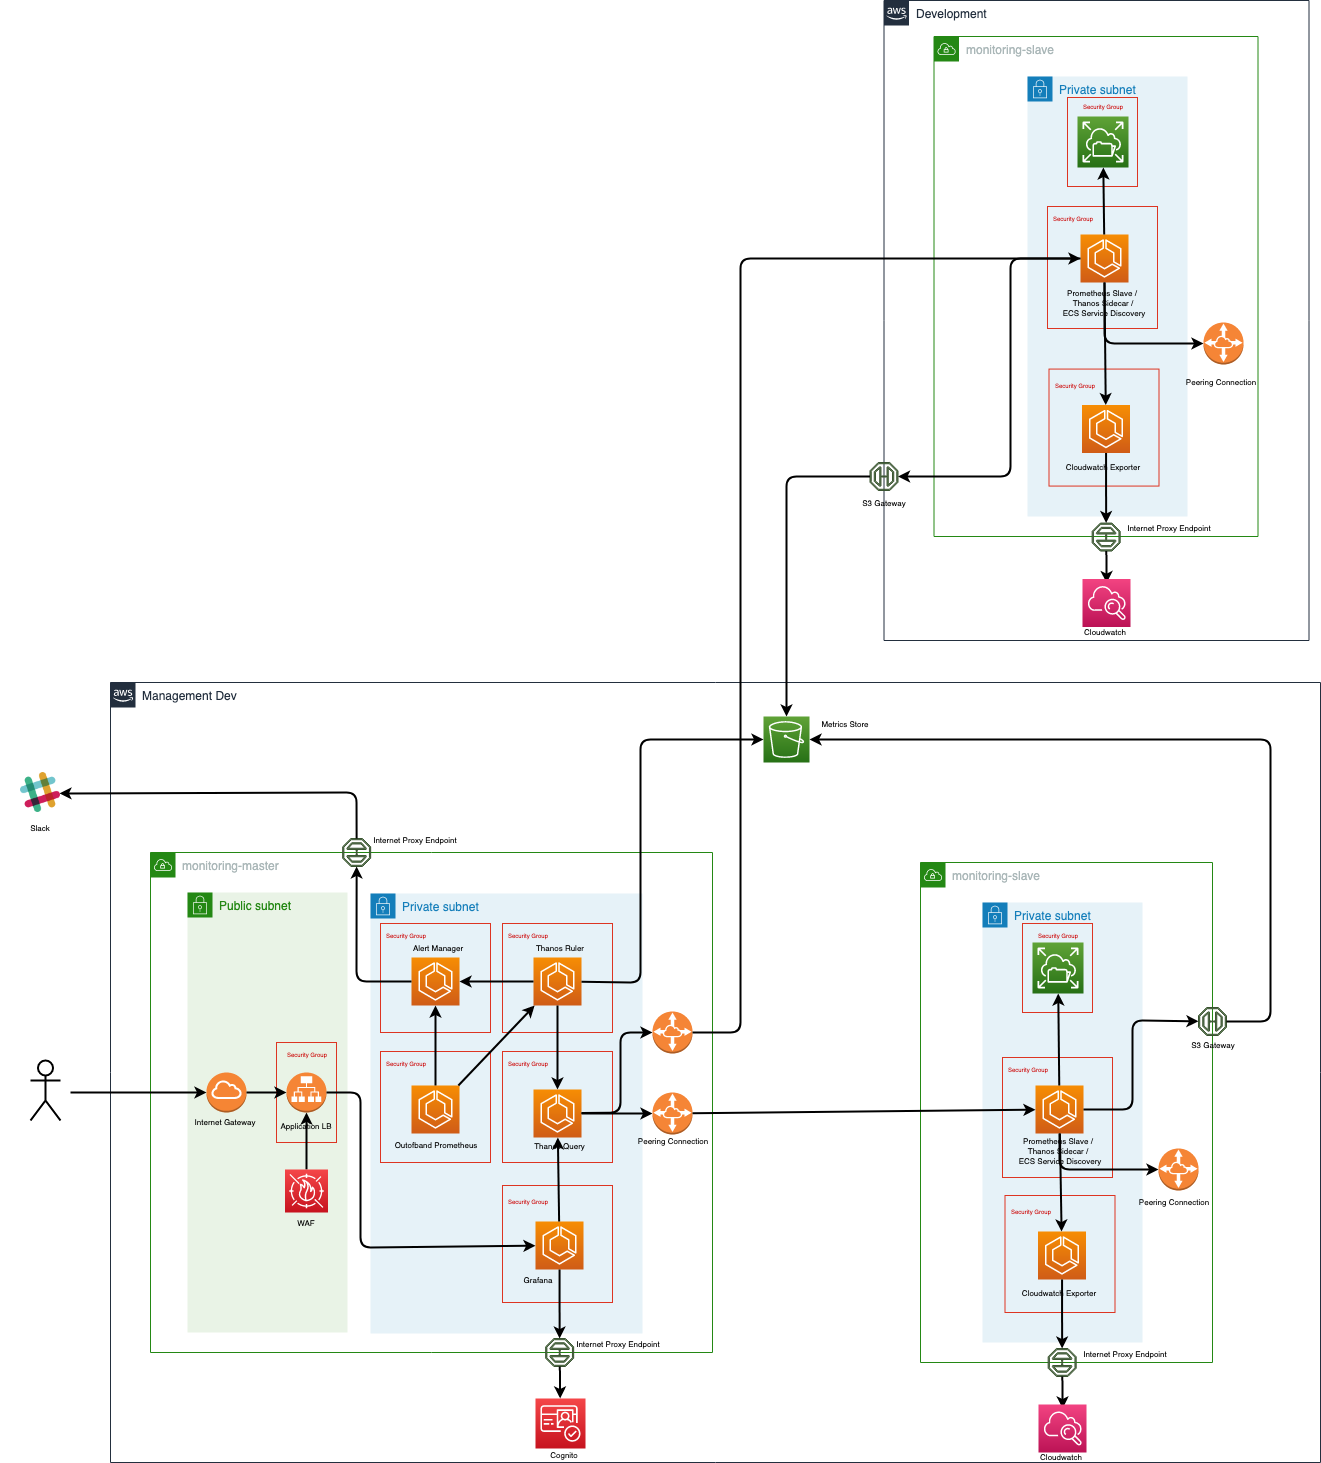 aws
Development
monitoring-slave
Private subnet
Security Group
Security Group
Prometheus Slave /
Thanos Sidecar /
ECS Service Discovery
Peering Connection
Security Group
Cloudwatch Exporter
S3 Gateway
Internet Proxy Endpoint
Cloudwatch
aws
Management Dev
Metrics Store
Slack
Internet Proxy Endpoint
monitoring-master
Public subnet
Private subnet
Security Group
Alert Manager
Security Group
Thanos Ruler
Security Group
Application LB
Internet Gateway
WAF
Security Group
Outofband Prometheus
Security Group
Thanos Query
Peering Connection
Security Group
Grafana
Internet Proxy Endpoint
Cognito
monitoring-slave
Private subnet
Security Group
S3 Gateway
Security Group
Prometheus Slave /
Thanos Sidecar /
ECS Service Discovery
Peering Connection
Security Group
Cloudwatch Exporter
Internet Proxy Endpoint
Cloudwatch